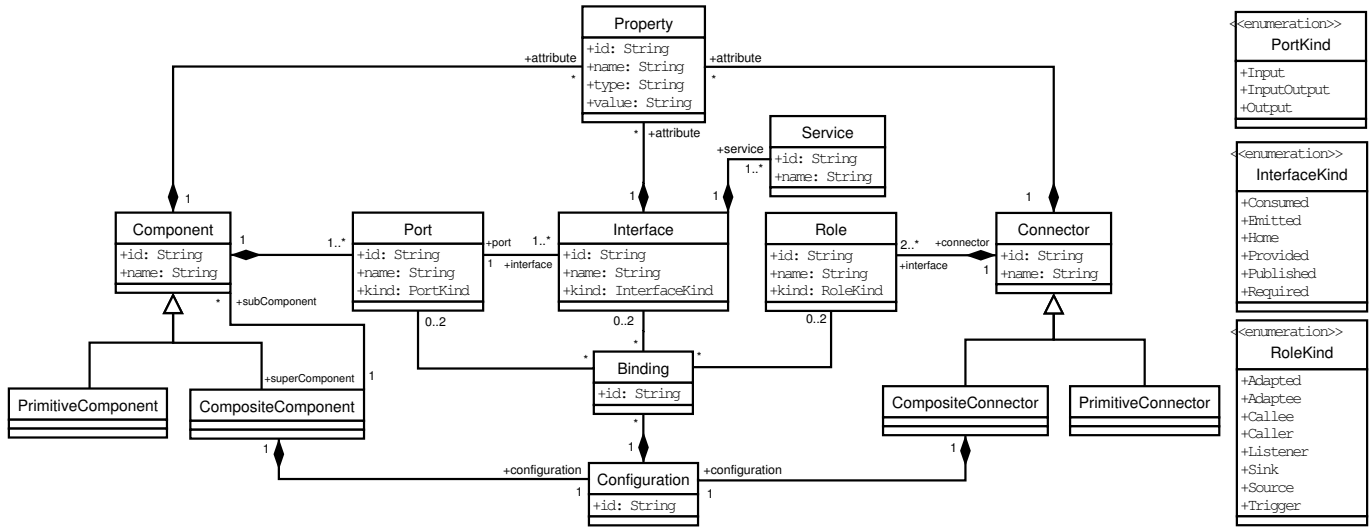 Property
+id: String
+name: String
+type: String
+value: String
+attribute
*
+attribute
*
* +attribute
Service
+id: String
+name: String
+service
1..*
1
1
1
1
Component
+id: String
+name: String
1
1..*
Port
+id: String
+name: String
+kind: PortKind
+port
1
1..*
+interface
Interface
+id: String
+name: String
+kind: InterfaceKind
Role
+id: String
+name: String
+kind: RoleKind
2..*
+interface
+connector
1
Connector
+id: String
+name: String
* +subComponent
0..2
0..2
0..2
*
*
*
+superComponent
1
PrimitiveComponent
CompositeComponent
Binding
+id: String
CompositeConnector
PrimitiveConnector
1
*
1
1
+configuration
1
+configuration
1
Configuration
+id: String
<<enumeration>>
PortKind
+Input
+InputOutput
+Output
<<enumeration>>
InterfaceKind
+Consumed
+Emitted
+Home
+Provided
+Published
+Required
<<enumeration>>
RoleKind
+Adapted
+Adaptee
+Callee
+Caller
+Listener
+Sink
+Source
+Trigger